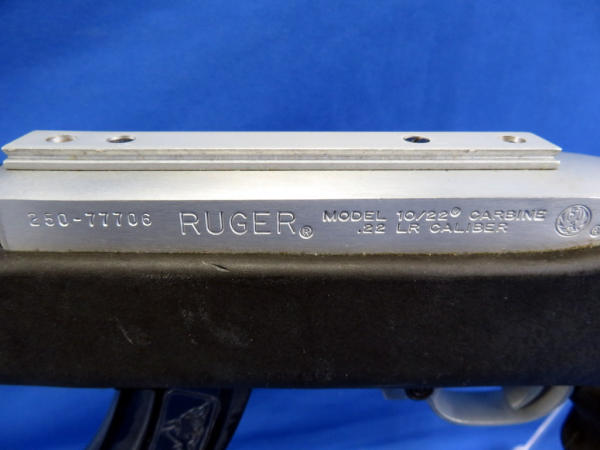 250-77706 RUGER® MODEL 10/22® CARBINE
.22 LR CALIBER
®